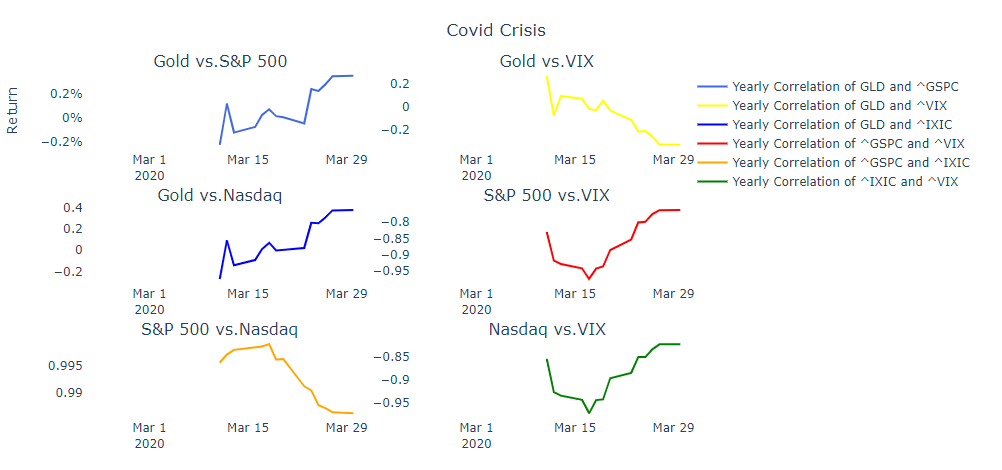 Covid Crisis
Gold vs.S&P 500
Gold vs.VIX
Return
0.2%
0%
−0.2%
0.2
0
−0.2
Mar 1
2020
Mar 15
Mar 29
Mar 1
2020
Mar 15
Mar 29
Yearly Correlation of GLD and ^GSPC
Yearly Correlation of GLD and ^VIX
Yearly Correlation of GLD and ^IXIC
Yearly Correlation of ^GSPC and ^VIX
Yearly Correlation of ^GSPC and ^IXIC
Yearly Correlation of ^IXIC and ^VIX
Gold vs.Nasdaq
S&P 500 vs.VIX
0.4
0.2
0
−0.2
−0.8
−0.85
−0.9
−0.95
Mar 1
2020
Mar 15
Mar 29
Mar 1
2020
Mar 15
Mar 29
S&P 500 vs.Nasdaq
Nasdaq vs.VIX
0.995
0.99
−0.85
−0.9
−0.95
Mar 1
2020
Mar 15
Mar 29
Mar 1
2020
Mar 15
Mar 29